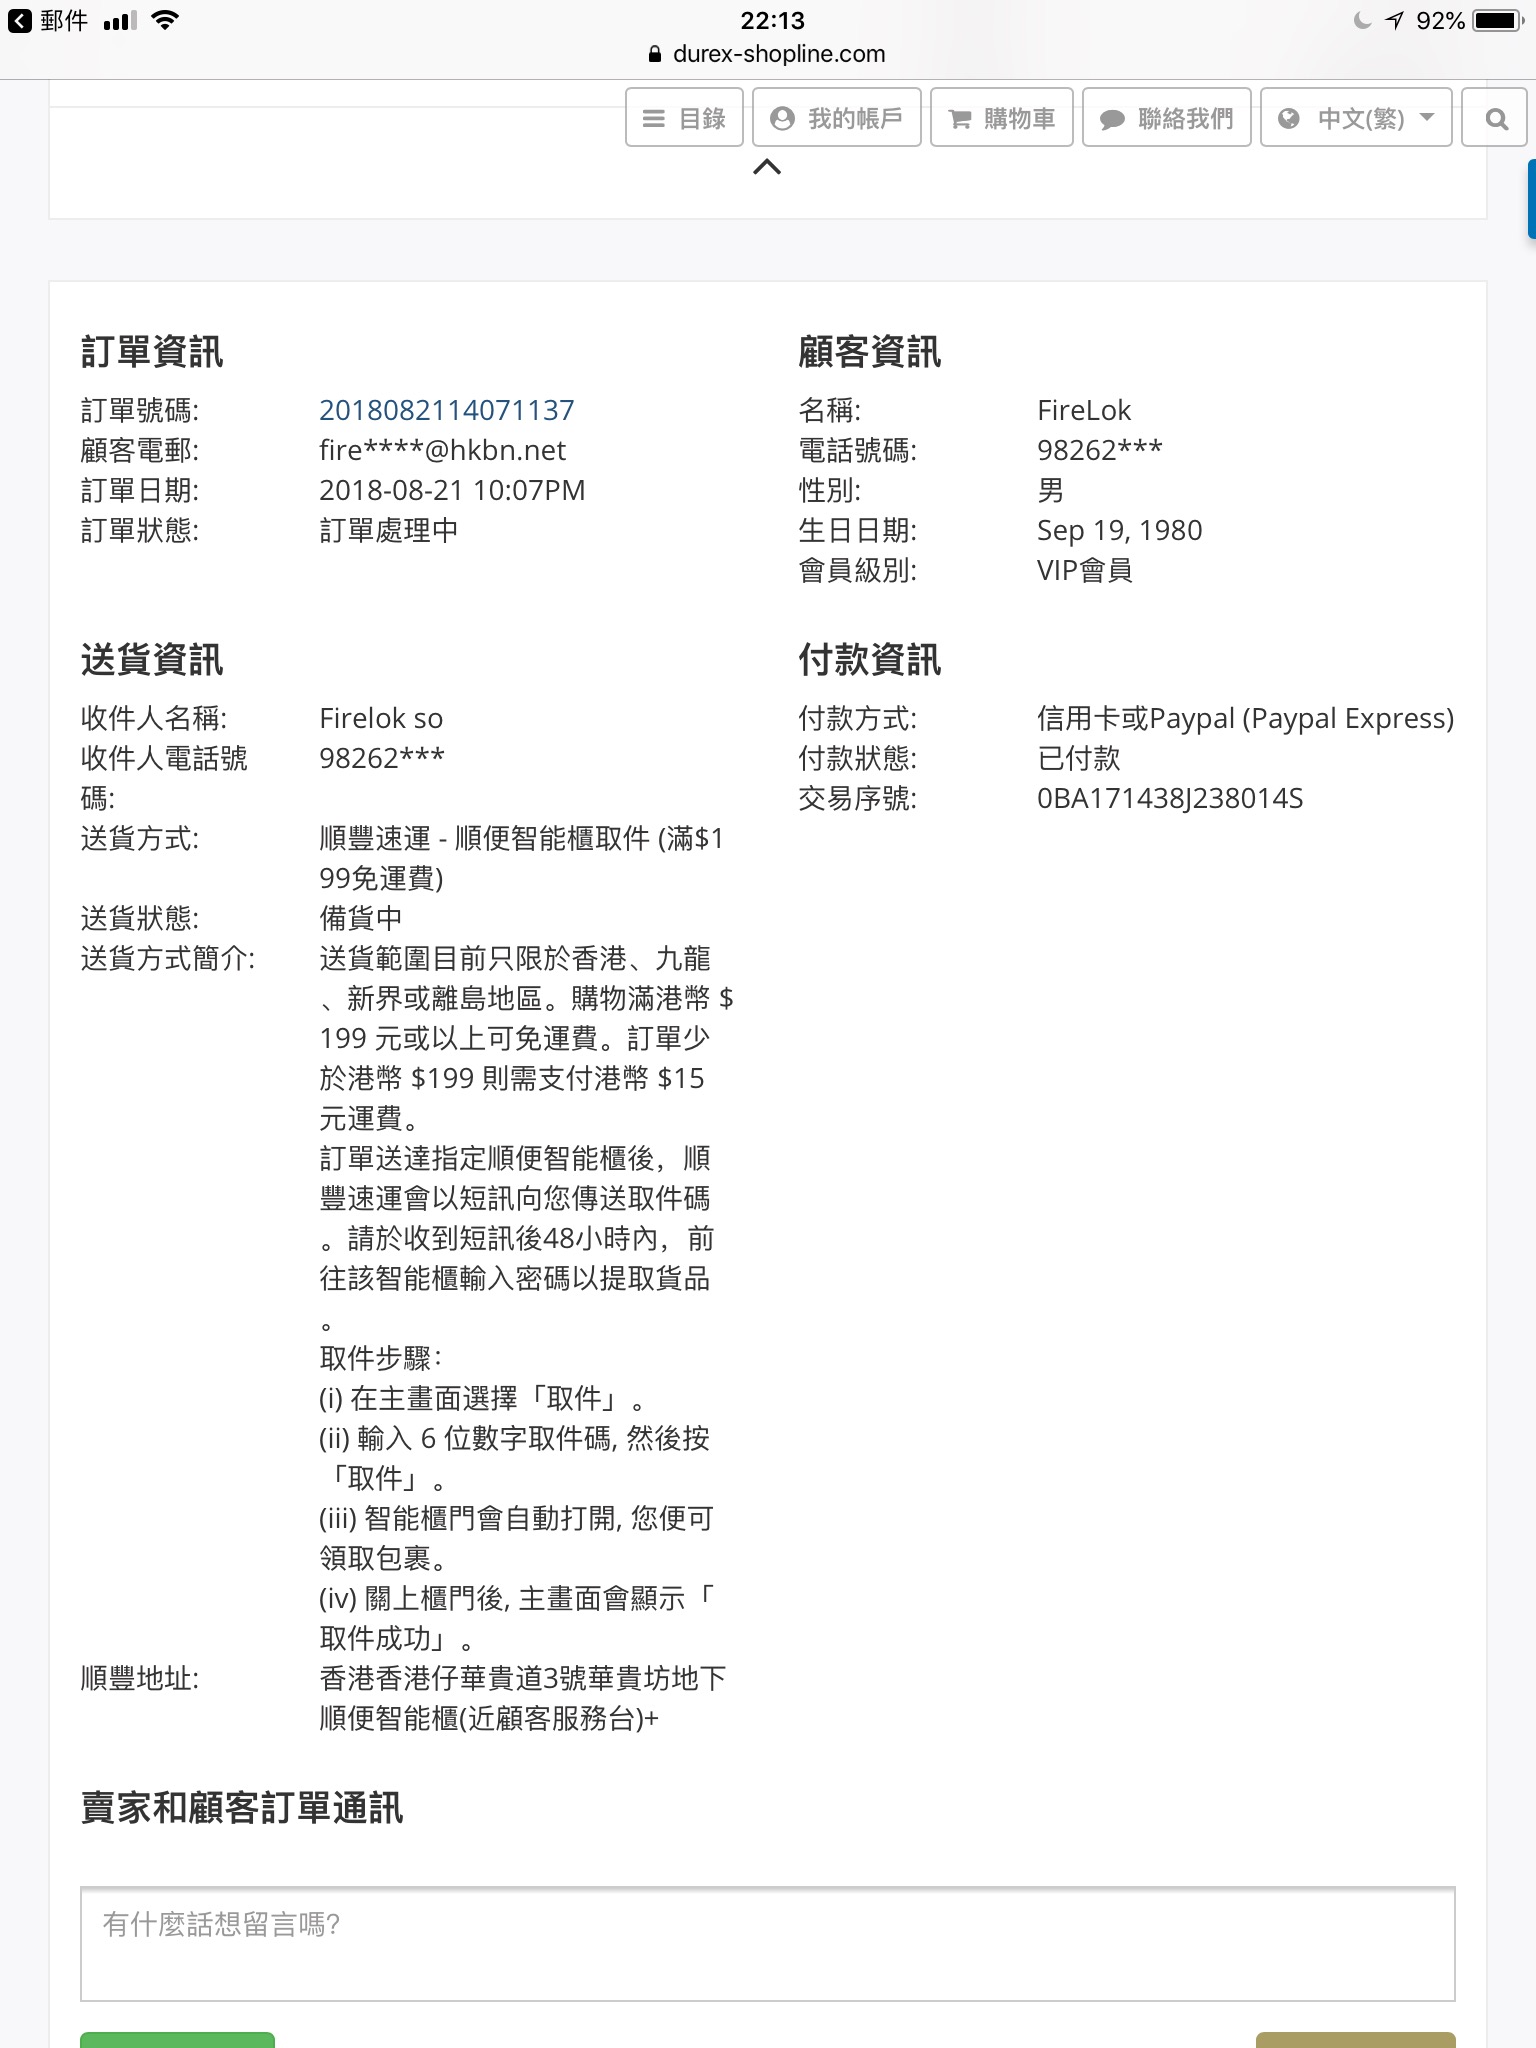 郵件
22:13
92%
durex-shopline.com
目錄
我的帳戶
購物車
聯絡我們
中文(繁)
訂單資訊
訂單號碼: 2018082114071137
顧客電郵: fire****@hkbn.net
訂單日期: 2018-08-21 10:07PM
訂單狀態: 訂單處理中
顧客資訊
名稱: FireLok
電話號碼: 98262***
性別: 男
生日日期: Sep 19, 1980
會員級別: VIP會員
送貨資訊
收件人名稱: Firelok so
收件人電話號 98262***
碼:
送貨方式: 順豐速運 - 順便智能櫃取件 (滿$1
99免運費)
送貨狀態: 備貨中
送貨方式簡介: 送貨範圍目前只限於香港、九龍
、新界或離島地區。購物滿港幣 $
199 元或以上可免運費。訂單少
於港幣 $199 則需支付港幣 $15
元運費。
訂單送達指定順便智能櫃後，順
豐速運會以短訊向您傳送取件碼
。請於收到短訊後48小時內，前
往該智能櫃輸入密碼以提取貨品
。
取件步驟：
(i) 在主畫面選擇「取件」。
(ii) 輸入 6 位數字取件碼, 然後按
「取件」。
(iii) 智能櫃門會自動打開, 您便可
領取包裹。
(iv) 關上櫃門後, 主畫面會顯示「
取件成功」。
順豐地址: 香港香港仔華貴道3號華貴坊地下
順便智能櫃(近顧客服務台)+
付款資訊
付款方式: 信用卡或Paypal (Paypal Express)
付款狀態: 已付款
交易序號: 0BA171438J238014S
賣家和顧客訂單通訊
有什麼話想留言嗎?